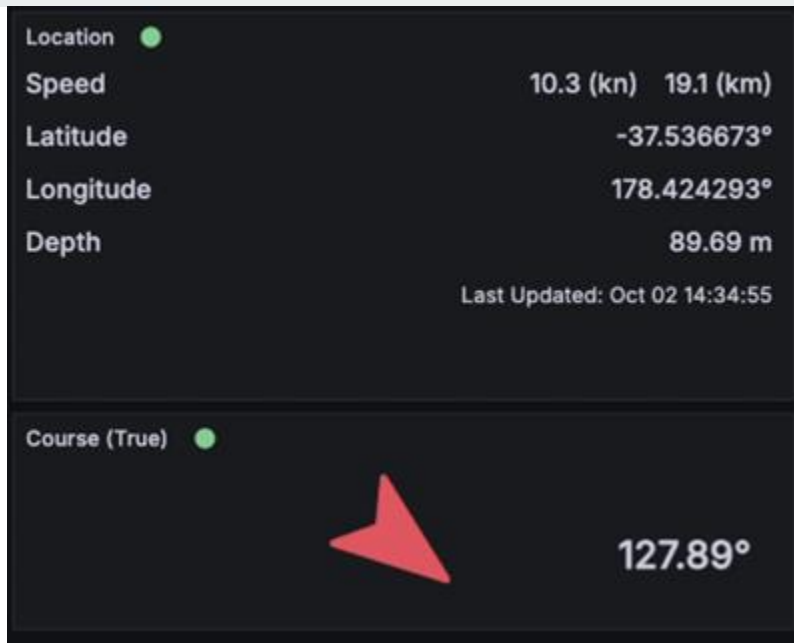 Location
Speed 10.3 (kn) 19.1 (km)
Latitude -37.536673°
Longitude 178.424293°
Depth 89.69 m
Last Updated: Oct 02 14:34:55
Course (True)
127.89°